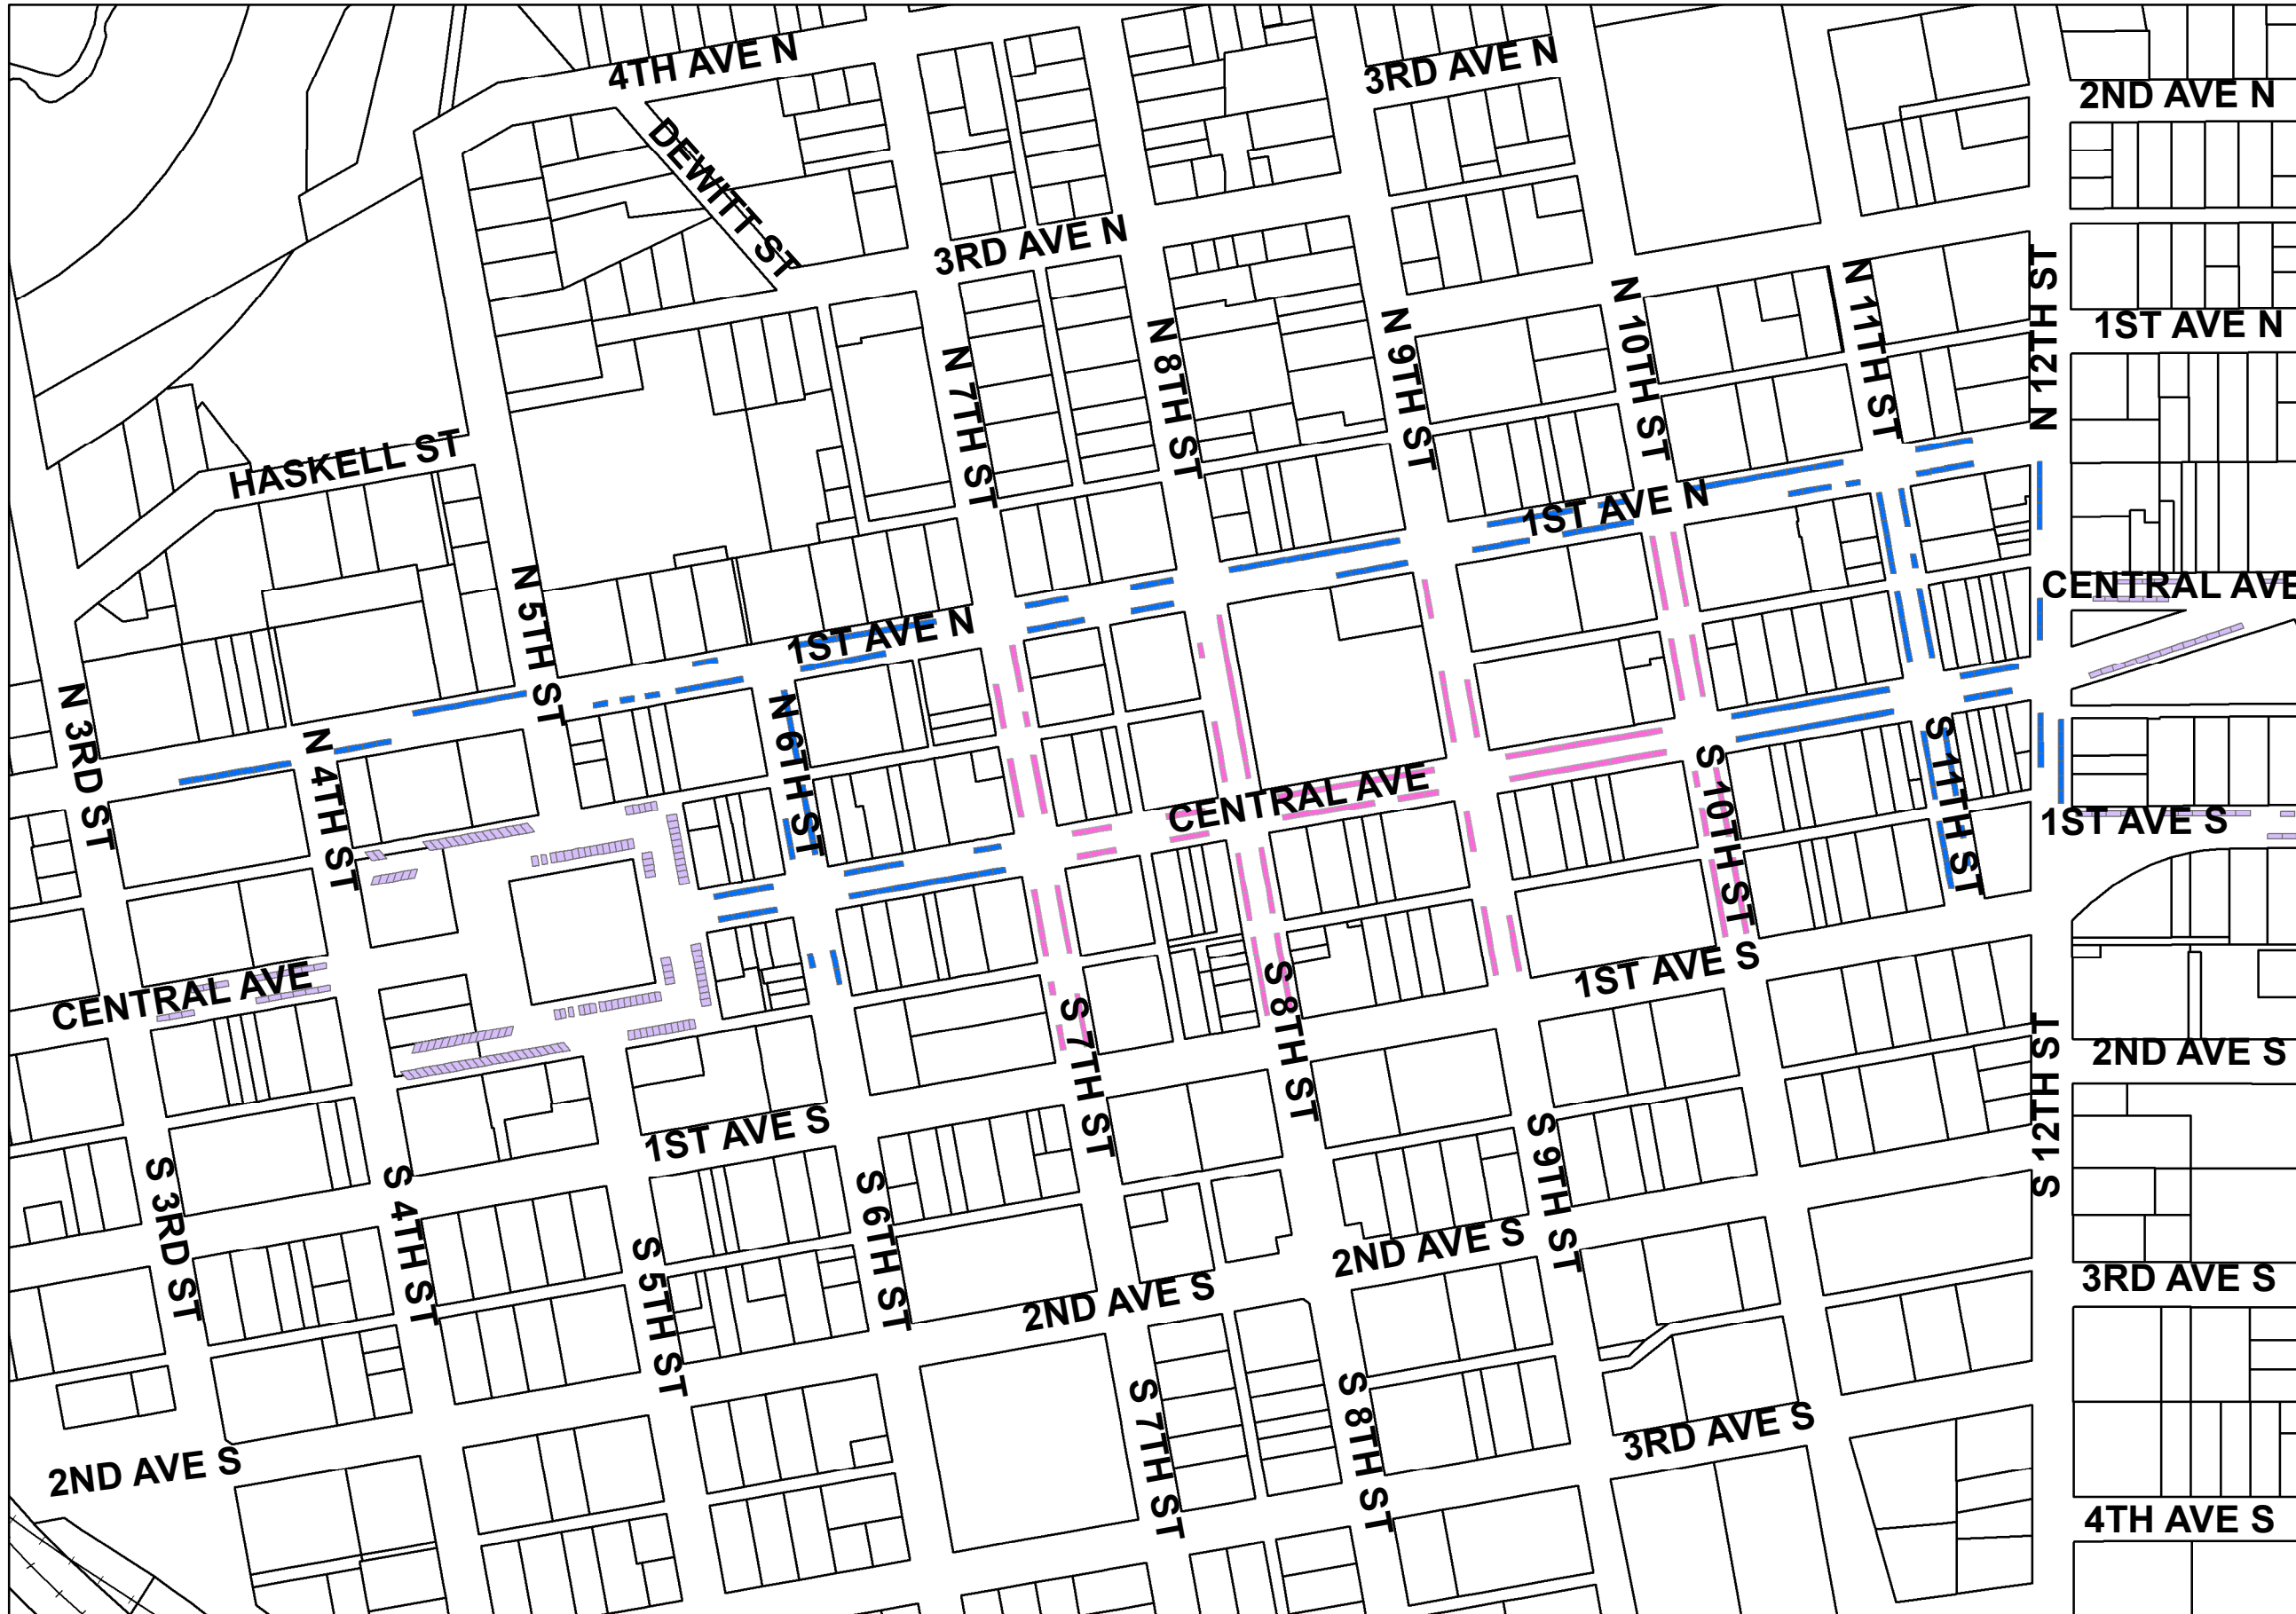 4TH AVE N
3RD AVE N
2ND AVE N
DEWITT ST
3RD AVE N
N 12TH ST
N 11TH ST
N 10TH ST
1ST AVE N
N 9TH ST
N 8TH ST
N 7TH ST
HASKELL ST
1ST AVE N
N 5TH ST
CENTRAL AVE
1ST AVE N
N 3RD ST
N 4TH ST
N 6TH ST
S 11TH ST
S 10TH ST
CENTRAL AVE
1ST AVE S
CENTRAL AVE
1ST AVE S
S 8TH ST
S 7TH ST
S 12TH ST
2ND AVE S
1ST AVE S
S 9TH ST
S 3RD ST
S 4TH ST
S 6TH ST
S 5TH ST
2ND AVE S
3RD AVE S
2ND AVE S
S 7TH ST
S 8TH ST
3RD AVE S
2ND AVE S
4TH AVE S